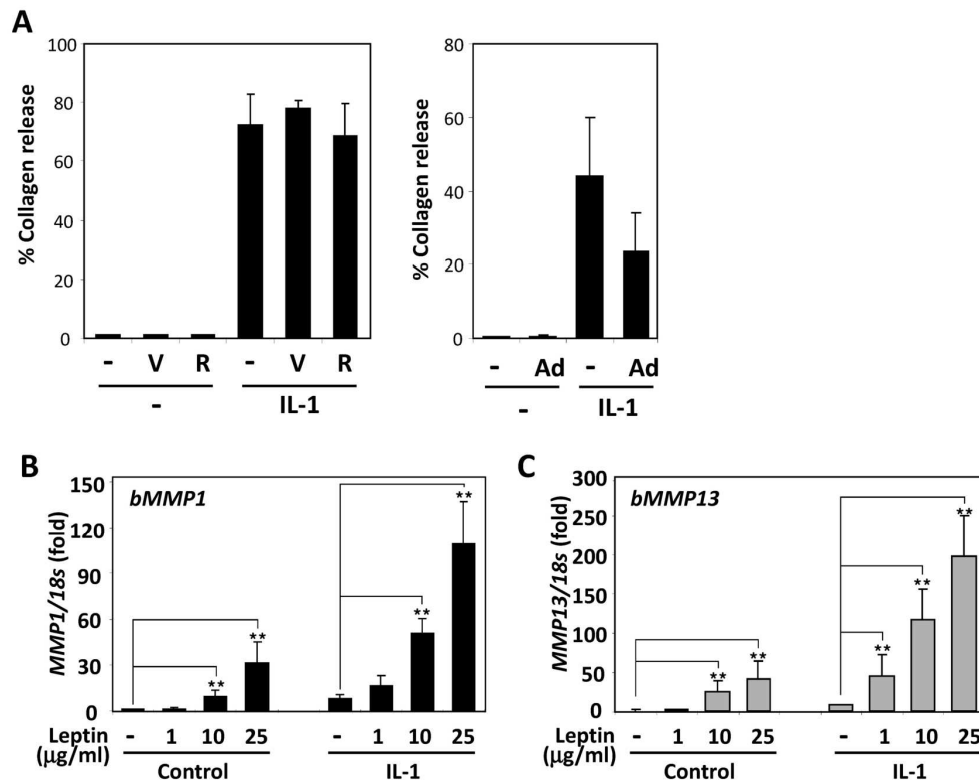 A
% Collagen release
100
80
60
40
20
0
- V R - V R
- IL-1
% Collagen release
80
60
40
20
0
- Ad - Ad
- IL-1
B
bMMP1
MMP1/18s (fold)
150
120
90
60
30
0
** ** ** **
Leptin - 1 10 25 - 1 10 25
(μg/ml) Control IL-1
C
bMMP13
MMP13/18s (fold)
300
250
200
150
100
50
0
** ** ** ** **
Leptin - 1 10 25 - 1 10 25
(μg/ml) Control IL-1